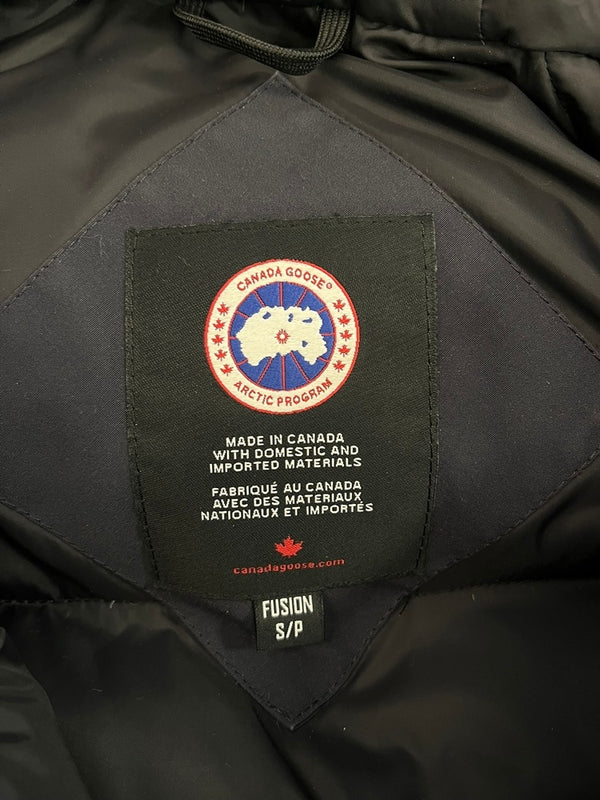 CANADA GOOSE®
ARCTIC PROGRAM
MADE IN CANADA
WITH DOMESTIC AND
IMPORTED MATERIALS
FABRIQUÉ AU CANADA
AVEC DES MATERIAUX
NATIONAUX ET IMPORTÉS
canadagoose.com
FUSION
S/P